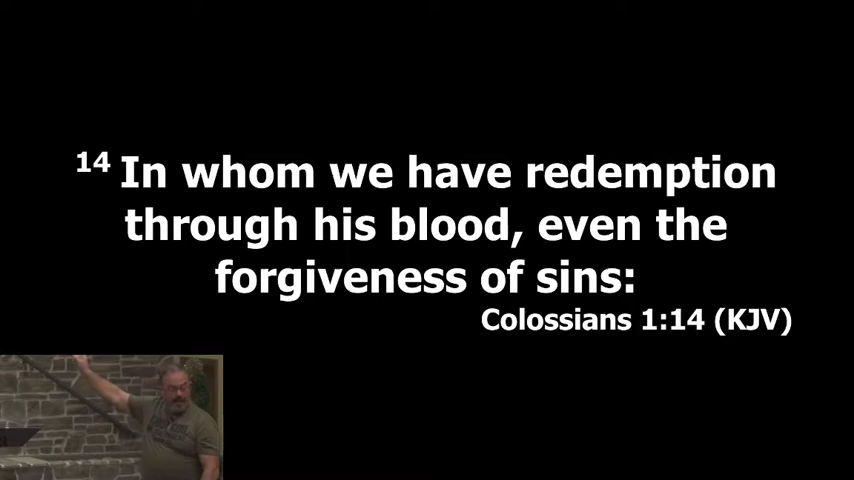 14 In whom we have redemption
through his blood, even the
forgiveness of sins:
Colossians 1:14 (KJV)